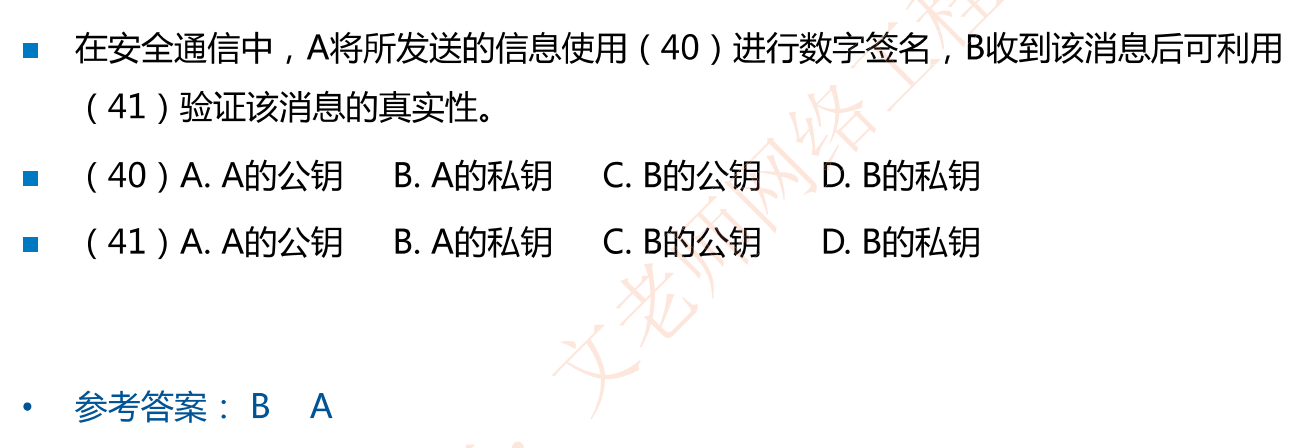 在安全通信中，A将所发送的信息使用（40）进行数字签名，B收到该消息后可利用
（41）验证该消息的真实性。
（40）A. A的公钥 B. A的私钥 C. B的公钥 D. B的私钥
（41）A. A的公钥 B. A的私钥 C. B的公钥 D. B的私钥
参考答案： B A
文老师网络工程